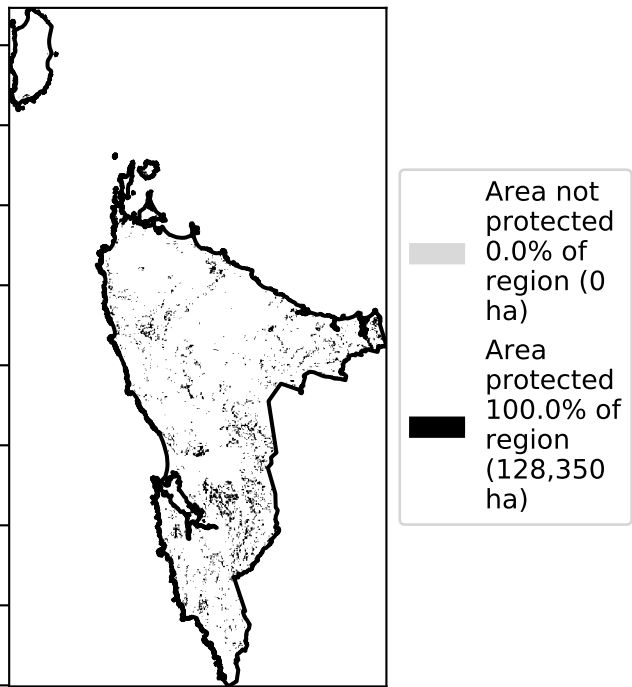 Area not
protected
0.0% of
region (0
ha)
Area
protected
100.0% of
region
(128,350
ha)